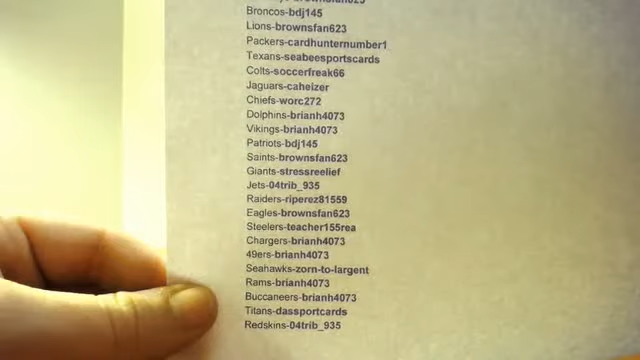 Broncos-bdj145
Lions-brownsfan623
Packers-cardhunternumber1
Texans-seabeesportscards
Colts-soccerfreak66
Jaguars-caheizer
Chiefs-worc272
Dolphins-brianh4073
Vikings-brianh4073
Patriots-bdj145
Saints-brownsfan623
Giants-stressreelief
Jets-04trib_935
Raiders-riperez81559
Eagles-brownsfan623
Steelers-teacher155rea
Chargers-brianh4073
49ers-brianh4073
Seahawks-zorn-to-largent
Rams-brianh4073
Buccaneers-brianh4073
Titans-dassportcards
Redskins-04trib_935